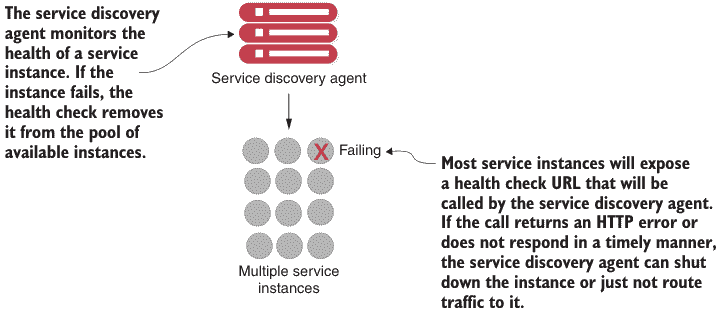 The service discovery
agent monitors the
health of a service
instance. If the
instance fails, the
health check removes
it from the pool of
available instances.
Service discovery agent
X
Failing
Most service instances will expose
a health check URL that will be
called by the service discovery agent.
If the call returns an HTTP error or
does not respond in a timely manner,
the service discovery agent can shut
down the instance or just not route
traffic to it.
Multiple service
instances